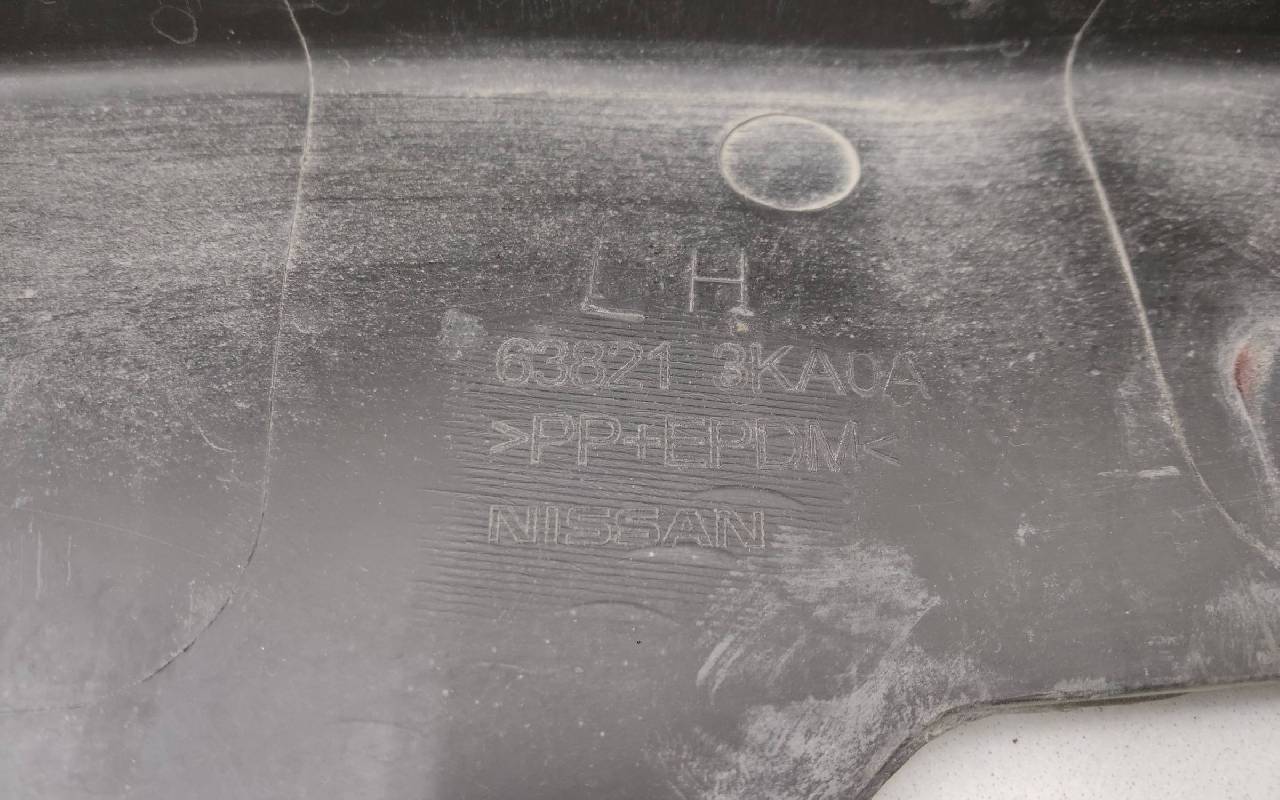 LH
63821 3KA0A
>PP+EPDM<
NISSAN